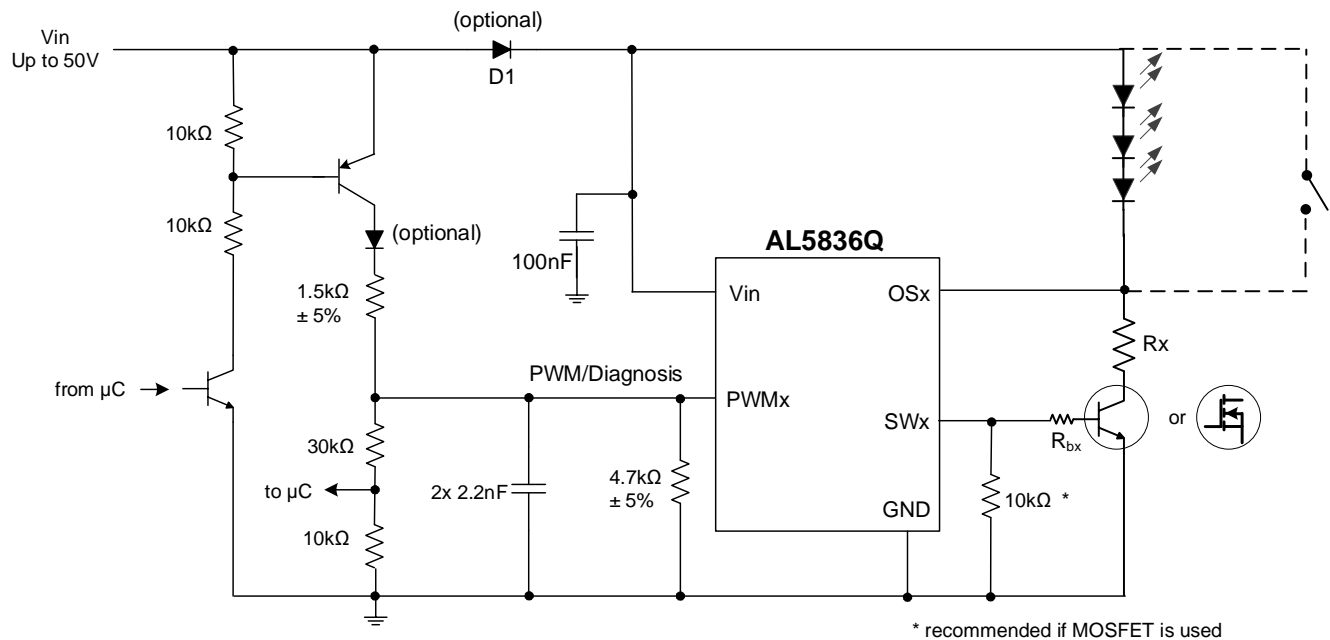 (optional)
Vin
Up to 50V
D1
10kΩ
10kΩ
(optional)
100nF
AL5836Q
1.5kΩ
± 5%
Vin
OSx
Rx
from µC
PWM/Diagnosis
PWMx
SWx
or
Rbx
30kΩ
to µC
2x 2.2nF
4.7kΩ
± 5%
10kΩ *
GND
10kΩ
* recommended if MOSFET is used